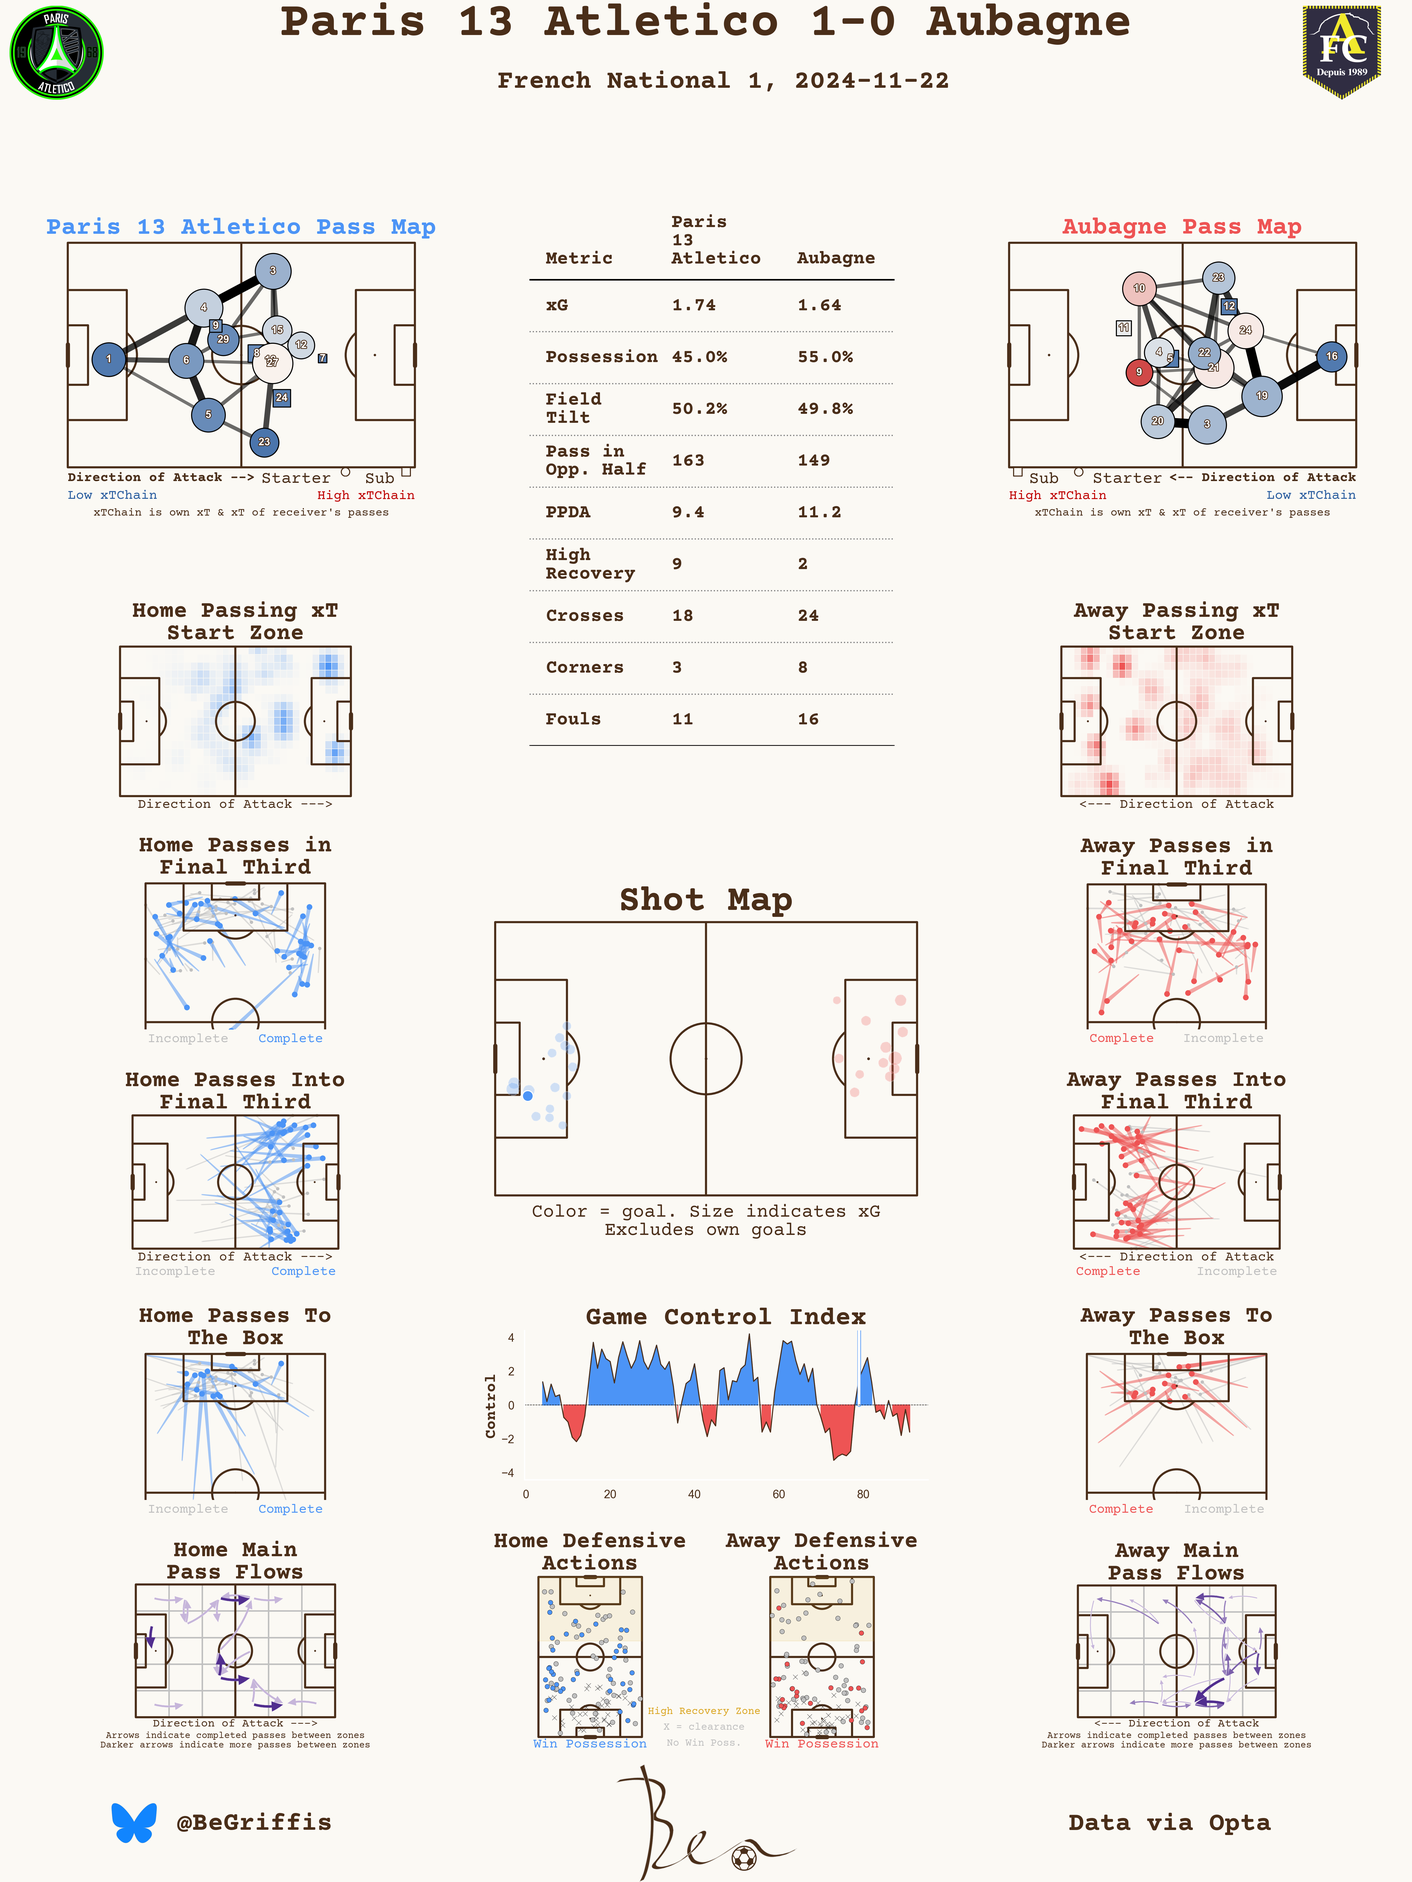 Paris 13 Atletico 1-0 Aubagne
French National 1, 2024-11-22
PARIS
19 68
ATLETICO
A
FC
Depuis 1989
Paris 13 Atletico Pass Map
1
3
4
5
6
29
9
15
12
8
27
7
24
23
Direction of Attack --> Starter Sub
Low xTChain High xTChain
xTChain is own xT & xT of receiver's passes
Metric Paris 13 Atletico Aubagne
xG 1.74 1.64
Possession 45.0% 55.0%
Field Tilt 50.2% 49.8%
Pass in Opp. Half 163 149
PPDA 9.4 11.2
High Recovery 9 2
Crosses 18 24
Corners 3 8
Fouls 11 16
Aubagne Pass Map
10
23
12
11
24
4
5
22
16
9
21
19
20
3
Sub Starter <-- Direction of Attack
High xTChain Low xTChain
xTChain is own xT & xT of receiver's passes
Home Passing xT
Start Zone
Direction of Attack --->
Away Passing xT
Start Zone
<--- Direction of Attack
Home Passes in
Final Third
Incomplete Complete
Away Passes in
Final Third
Complete Incomplete
Shot Map
Color = goal. Size indicates xG
Excludes own goals
Home Passes Into
Final Third
Direction of Attack --->
Incomplete Complete
Away Passes Into
Final Third
<--- Direction of Attack
Complete Incomplete
Home Passes To
The Box
Incomplete Complete
Game Control Index
Control
4
2
0
−2
−4
0 20 40 60 80
Away Passes To
The Box
Complete Incomplete
Home Main
Pass Flows
Direction of Attack --->
Arrows indicate completed passes between zones
Darker arrows indicate more passes between zones
Home Defensive
Actions
Win Possession
High Recovery Zone
X = clearance
No Win Poss.
Away Defensive
Actions
Win Possession
Away Main
Pass Flows
<--- Direction of Attack
Arrows indicate completed passes between zones
Darker arrows indicate more passes between zones
@BeGriffis
Ben
Data via Opta